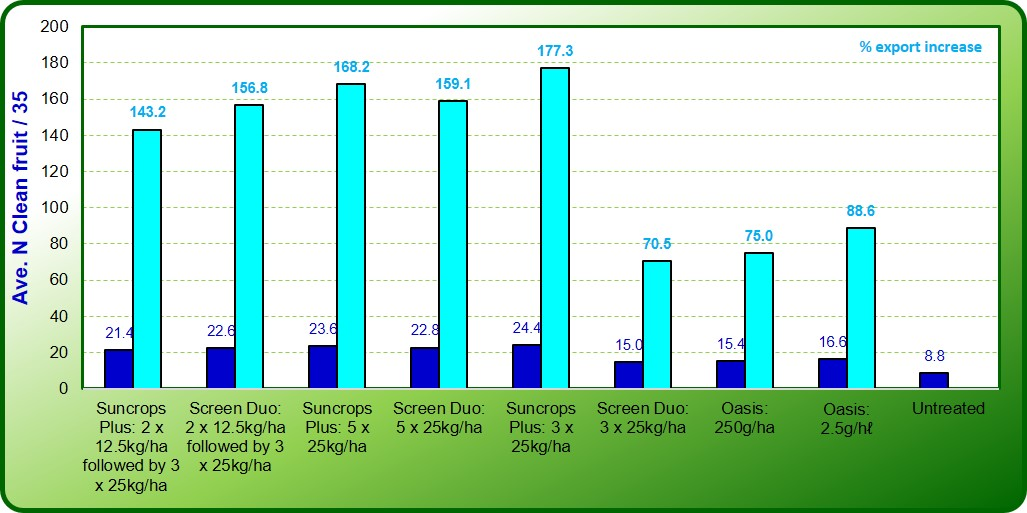 200
180
160
140
120
100
80
60
40
20
0
Ave. N Clean fruit / 35
% export increase
143.2
156.8
168.2
159.1
177.3
70.5
75.0
88.6
21.4
22.6
23.6
22.8
24.4
15.0
15.4
16.6
8.8
Suncrops
Plus: 2 x
12.5kg/ha
followed by 3
x 25kg/ha
Screen Duo:
2 x 12.5kg/ha
followed by 3
x 25kg/ha
Suncrops
Plus: 5 x
25kg/ha
Screen Duo:
5 x 25kg/ha
Suncrops
Plus: 3 x
25kg/ha
Screen Duo:
3 x 25kg/ha
Oasis:
250g/ha
Oasis:
2.5g/hℓ
Untreated